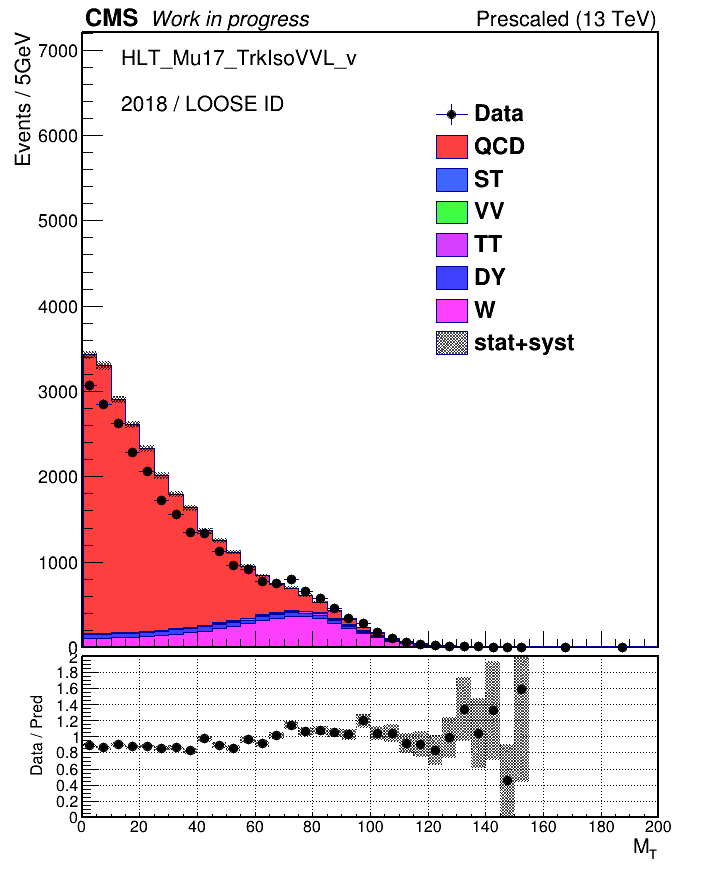 CMS Work in progress Prescaled (13 TeV)
Events / 5GeV
HLT_Mu17_TrkIsoVVL_v
2018 / LOOSE ID
Data
QCD
ST
VV
TT
DY
W
stat+syst
7000
6000
5000
4000
3000
2000
1000
0
Data / Pred
2
1.8
1.6
1.4
1.2
1
0.8
0.6
0.4
0.2
0
0 20 40 60 80 100 120 140 160 180 200
M_T